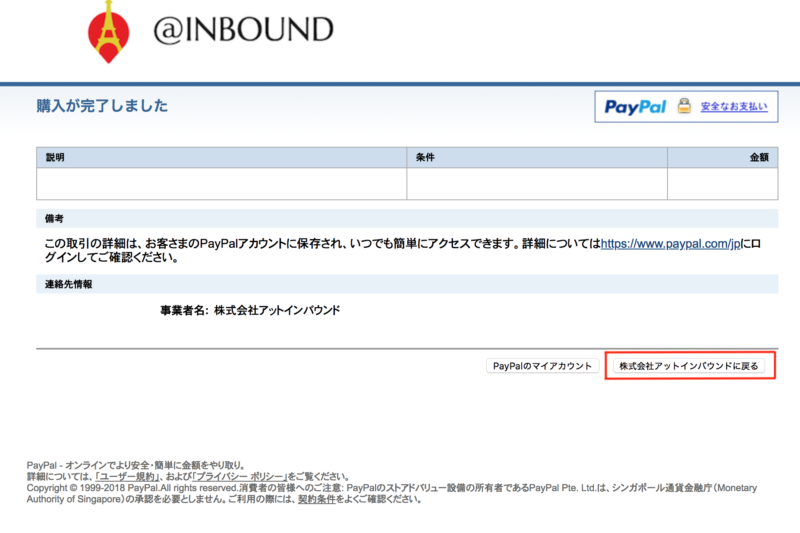 @INBOUND
購入が完了しました
PayPal 安全なお支払い
説明 条件 金額
備考
この取引の詳細は、お客さまのPayPalアカウントに保存され、いつでも簡単にアクセスできます。詳細についてはhttps://www.paypal.com/jpにロ
グインしてご確認ください。
連絡先情報
事業者名: 株式会社アットインバウンド
PayPalのマイアカウント 株式会社アットインバウンドに戻る
PayPal - オンラインでより安全・簡単に金額をやり取り。
詳細については、「ユーザー規約」、および「プライバシー ポリシー」をご覧ください。
Copyright © 1999-2018 PayPal.All rights reserved.消費者の皆様へのご注意: PayPalのストアドバリュー設備の所有者であるPayPal Pte. Ltd.は、シンガポール通貨金融庁（Monetary
Authority of Singapore）の承認を必要としません。ご利用の際には、契約条件をよくご確認ください。